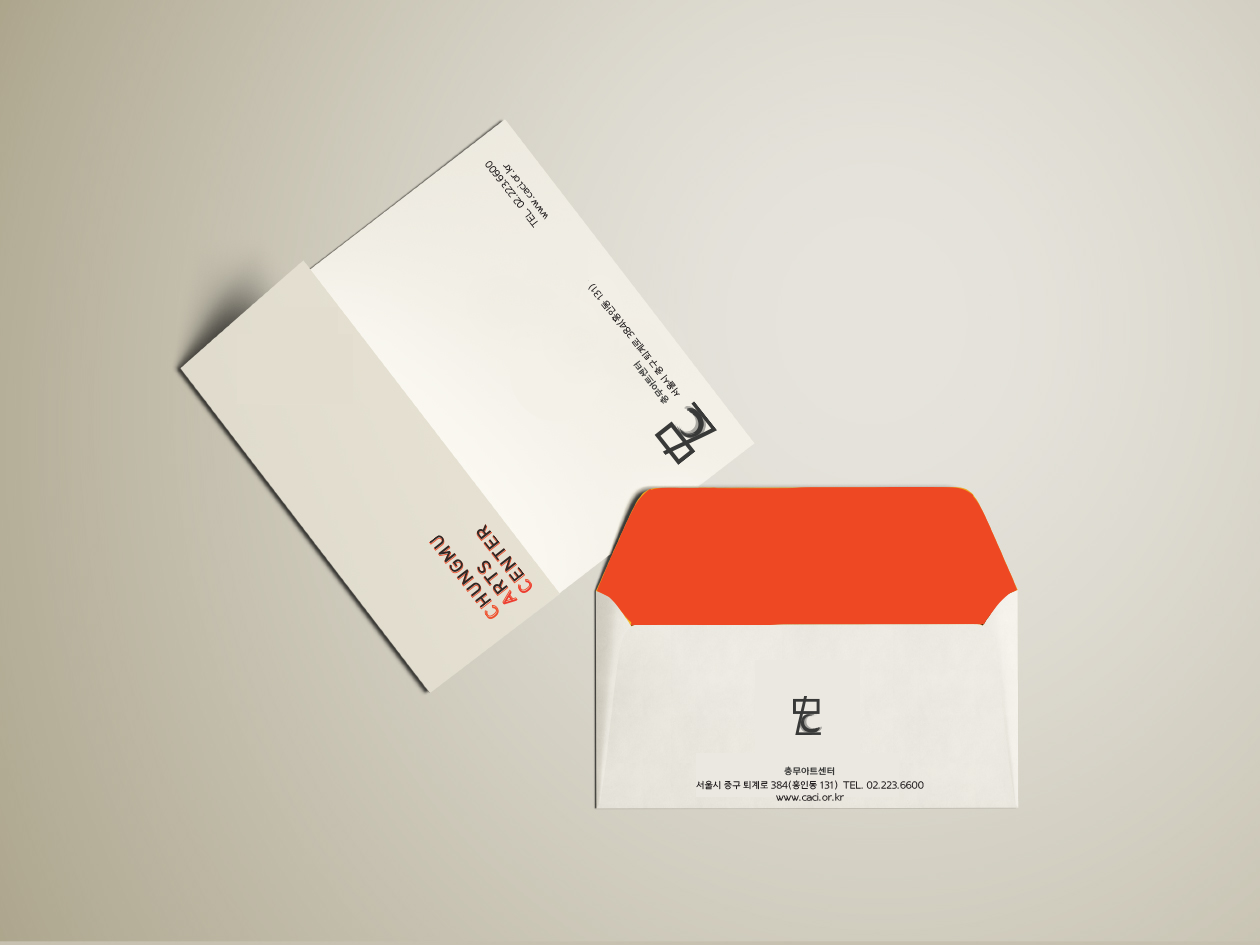 CHUNGMU
ARTS
CENTER
충무아트센터
서울시 중구 퇴계로 384(흥인동 131)
TEL. 02.223.6600
www.caci.or.kr
충무아트센터
서울시 중구 퇴계로 384(흥인동 131) TEL. 02.223.6600
www.caci.or.kr